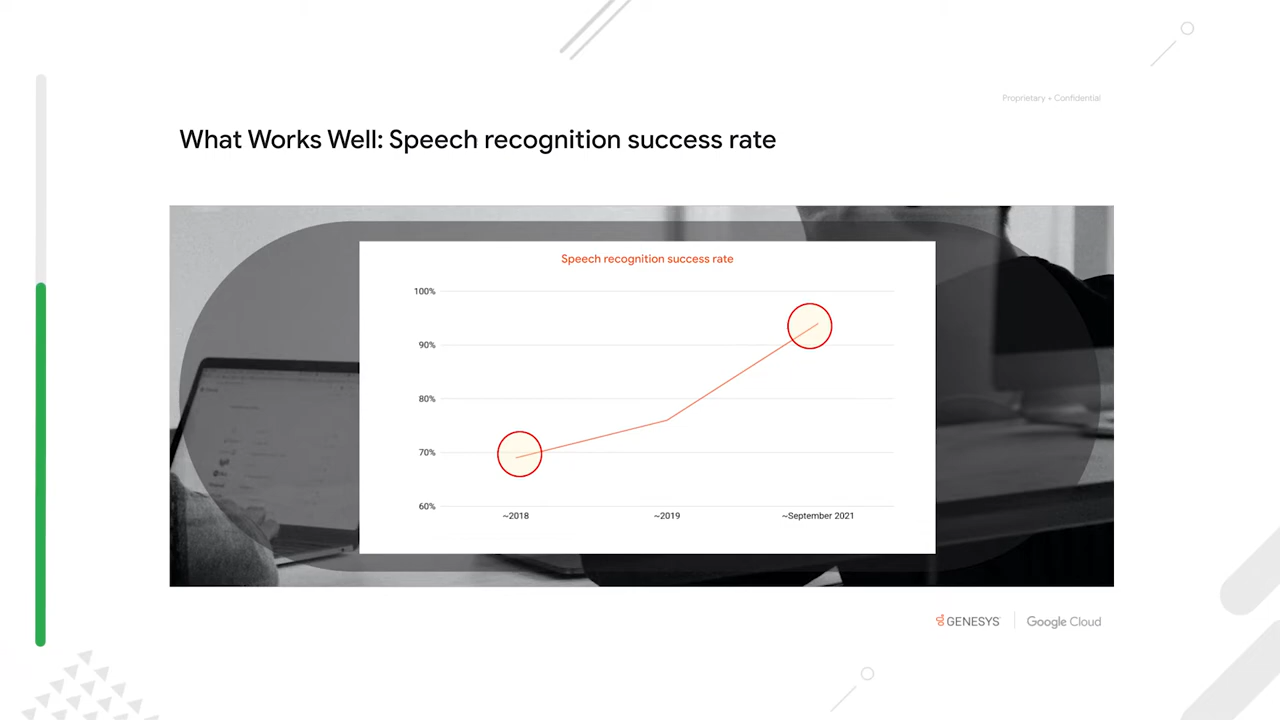 Proprietary + Confidential
What Works Well: Speech recognition success rate
Speech recognition success rate
100%
90%
80%
70%
60%
~2018 ~2019 ~September 2021
GENESYS Google Cloud